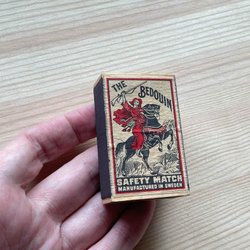 THE
BEDOUIN
SAFETY MATCH
MANUFACTURED IN SWEDEN